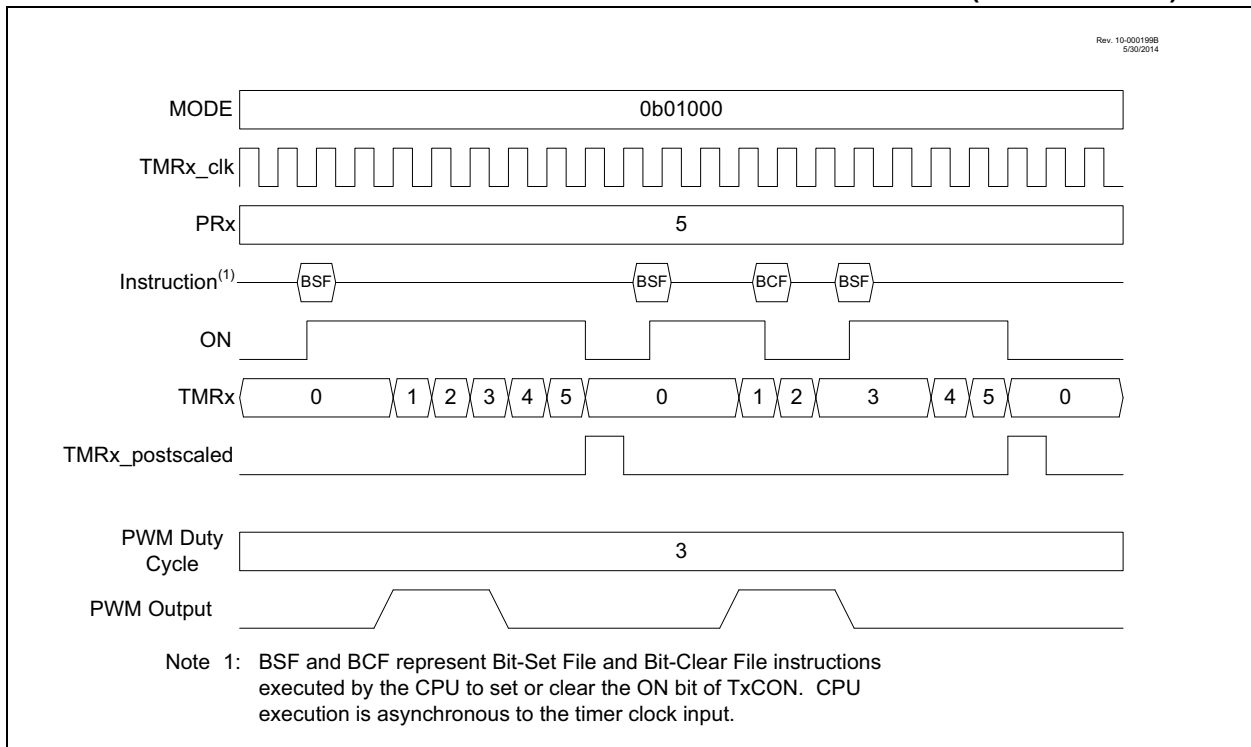 Rev. 10-000199B
5/30/2014
MODE 0b01000
TMRx_clk
PRx 5
Instruction(1) BSF BSF BCF BSF
ON
TMRx 0 1 2 3 4 5 0 1 2 3 4 5 0
TMRx_postscaled
PWM Duty
Cycle 3
PWM Output
Note 1: BSF and BCF represent Bit-Set File and Bit-Clear File instructions
executed by the CPU to set or clear the ON bit of TxCON. CPU
execution is asynchronous to the timer clock input.